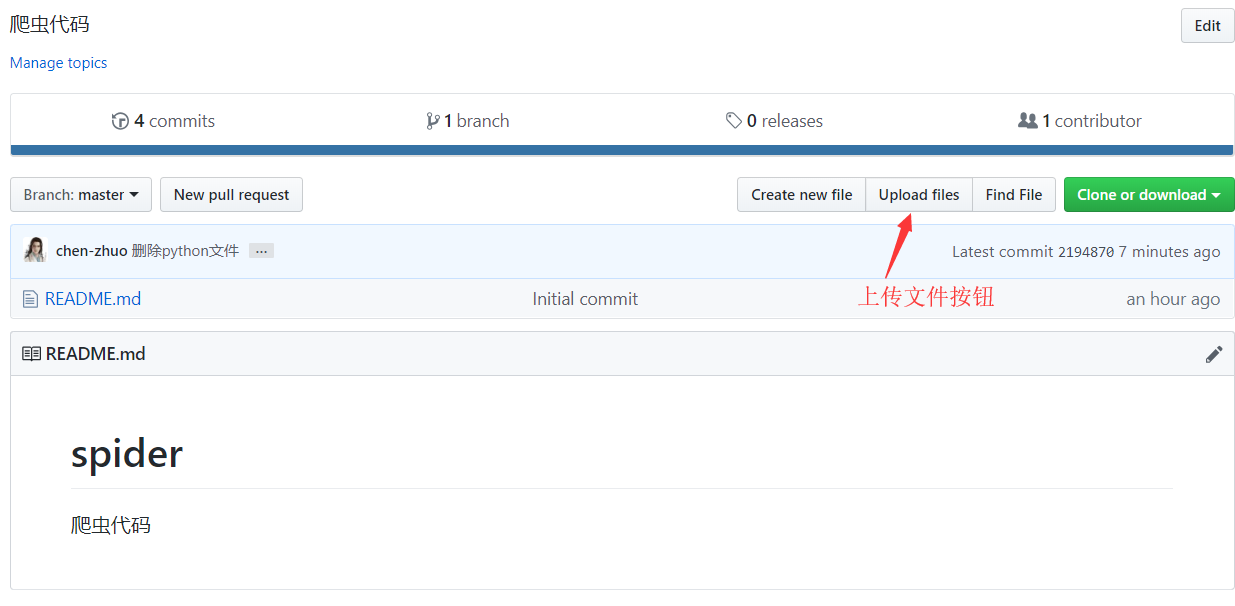 爬虫代码
Edit
Manage topics
4 commits
1 branch
0 releases
1 contributor
Branch: master
New pull request
Create new file
Upload files
Find File
Clone or download
chen-zhuo 删除python文件 ...
Latest commit 2194870 7 minutes ago
README.md
Initial commit
上传文件按钮
an hour ago
README.md
spider
爬虫代码